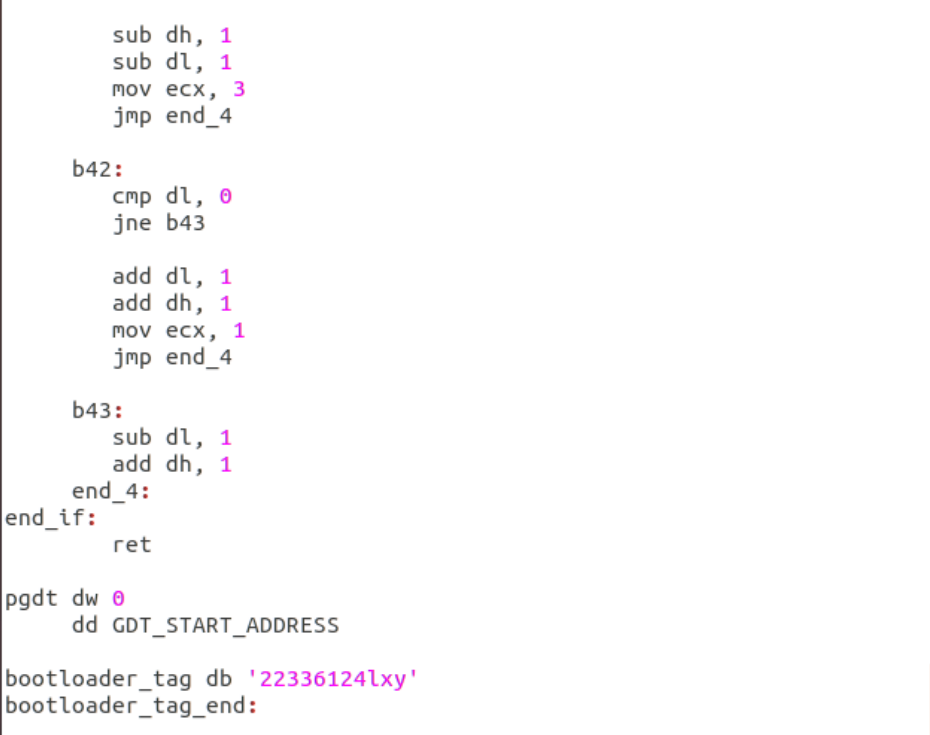 sub dh, 1
sub dl, 1
mov ecx, 3
jmp end_4
b42:
cmp dl, 0
jne b43
add dl, 1
add dh, 1
mov ecx, 1
jmp end_4
b43:
sub dl, 1
add dh, 1
end_4:
end_if:
ret
pgdt dw 0
dd GDT_START_ADDRESS
bootloader_tag db '22336124lxy'
bootloader_tag_end: